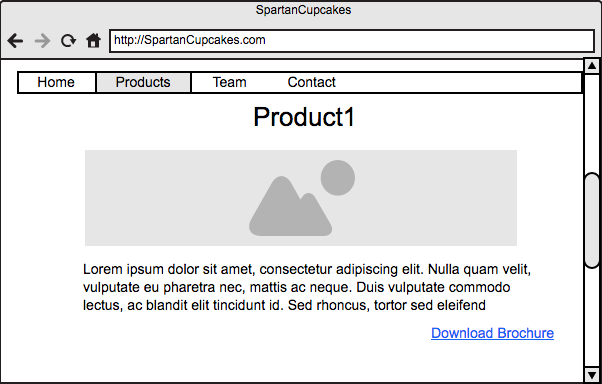 SpartanCupcakes
http://SpartanCupcakes.com
Home Products Team Contact
Product1
Lorem ipsum dolor sit amet, consectetur adipiscing elit. Nulla quam velit,
vulputate eu pharetra nec, mattis ac neque. Duis vulputate commodo
lectus, ac blandit elit tincidunt id. Sed rhoncus, tortor sed eleifend
Download Brochure